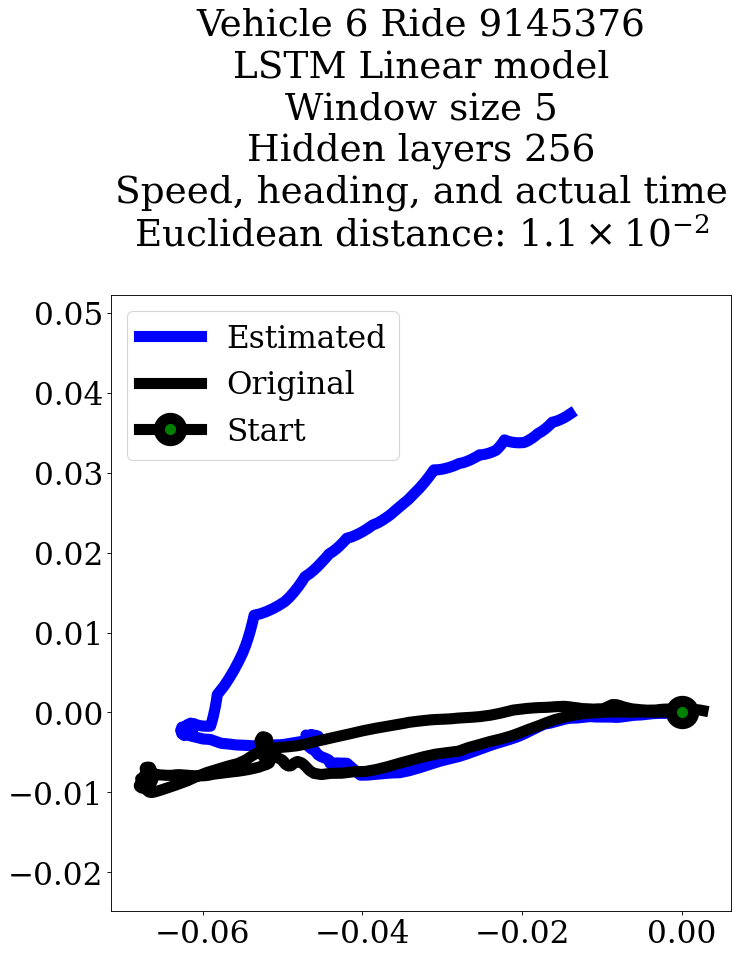 Vehicle 6 Ride 9145376
LSTM Linear model
Window size 5
Hidden layers 256
Speed, heading, and actual time
Euclidean distance: 1.1 × 10⁻²
0.05
0.04
0.03
0.02
0.01
0.00
−0.01
−0.02
Estimated
Original
Start
−0.06 −0.04 −0.02 0.00